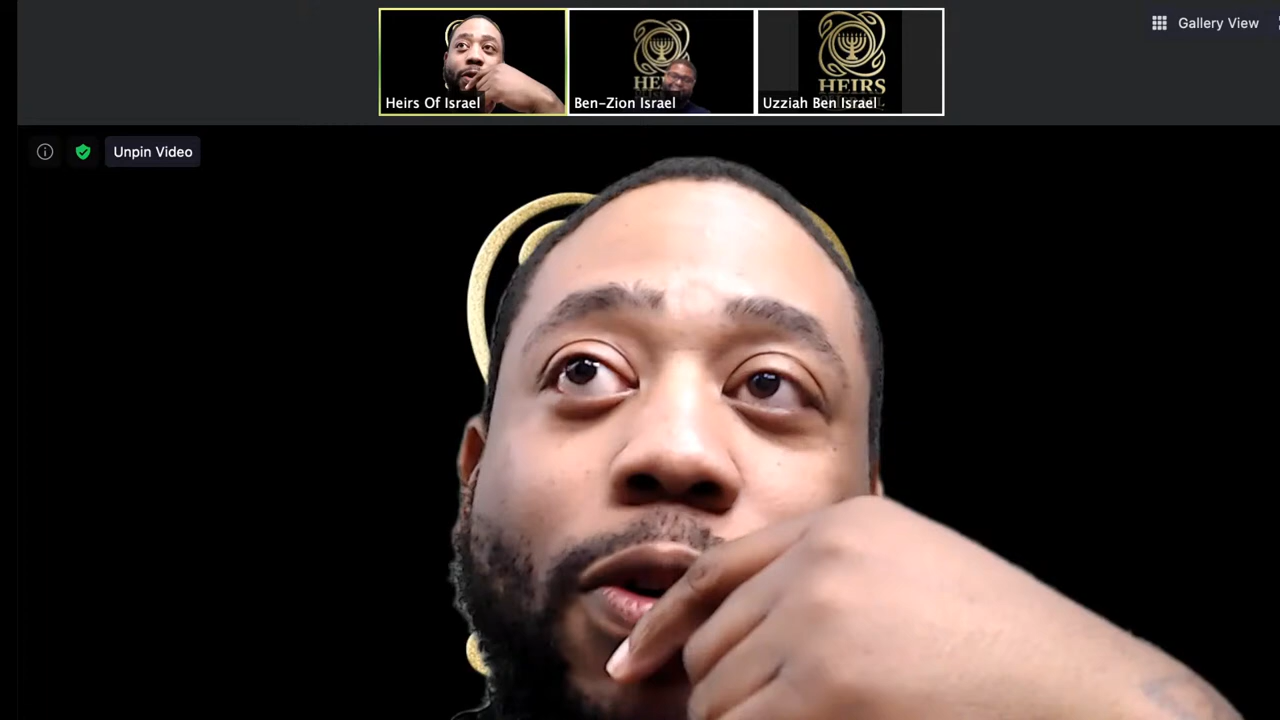 Gallery View
HEIRS
Heirs Of Israel
Ben-Zion Israel
Uzziah Ben Israel
Unpin Video